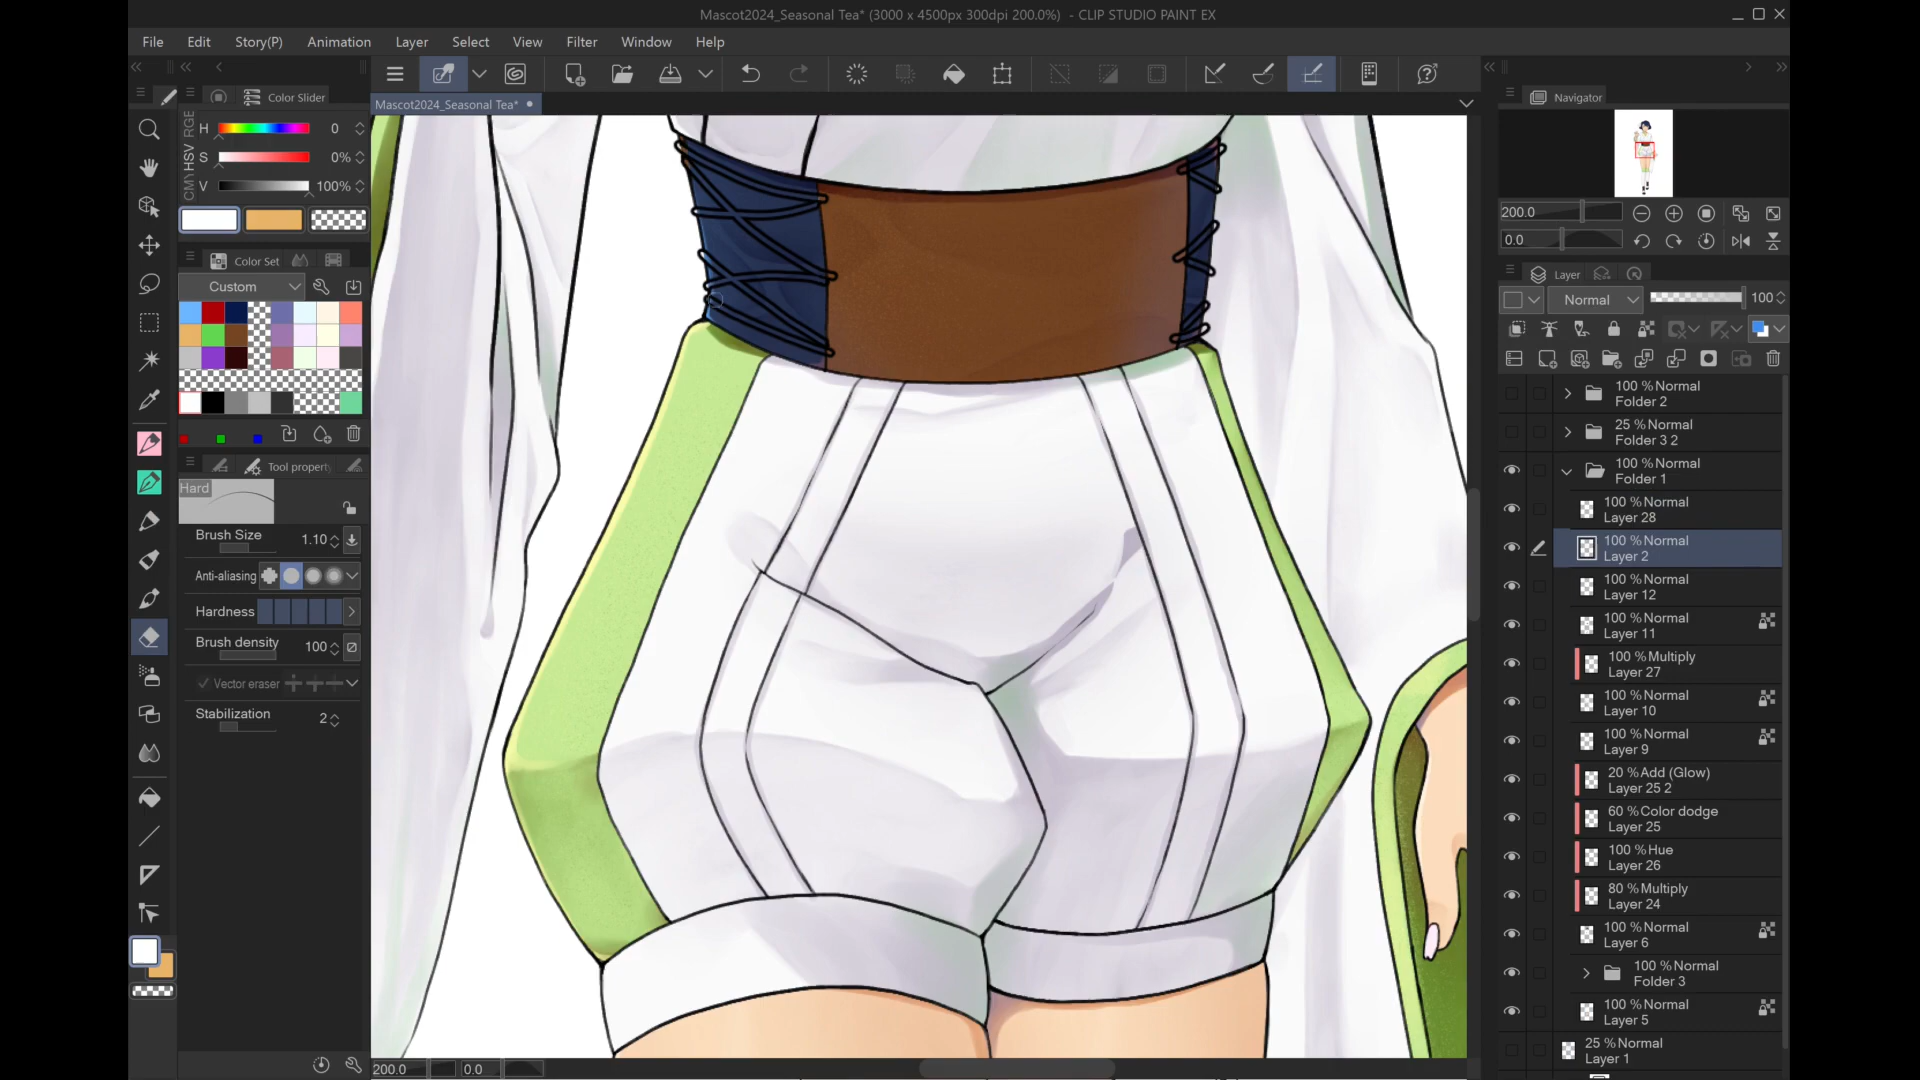 Mascot2024_Seasonal Tea* (3000 x 4500px 300dpi 200.0%) - CLIP STUDIO PAINT EX
File Edit Story(P) Animation Layer Select View Filter Window Help
Color Slider
Mascot2024_Seasonal Tea*
Navigator
H 0
S 0%
V 100%
HSV
200.0
0.0
Color Set
Custom
Layer
Normal 100
Tool property
Hard
Brush Size 1.10
Anti-aliasing
Hardness
Brush density 100
Vector eraser
Stabilization 2
100 %Normal
Folder 2
25 %Normal
Folder 3 2
100 %Normal
Folder 1
100 %Normal
Layer 28
100 %Normal
Layer 2
100 %Normal
Layer 12
100 %Normal
Layer 11
100 %Multiply
Layer 27
100 %Normal
Layer 10
100 %Normal
Layer 9
20 %Add (Glow)
Layer 25 2
60 %Color dodge
Layer 25
100 %Hue
Layer 26
80 %Multiply
Layer 24
100 %Normal
Layer 6
100 %Normal
Folder 3
100 %Normal
Layer 5
25 %Normal
Layer 1
200.0 0.0